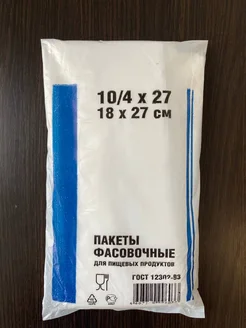 10/4 x 27
18 x 27 см
ПАКЕТЫ
ФАСОВОЧНЫЕ
ДЛЯ ПИЩЕВЫХ ПРОДУКТОВ
ГОСТ 12302-83